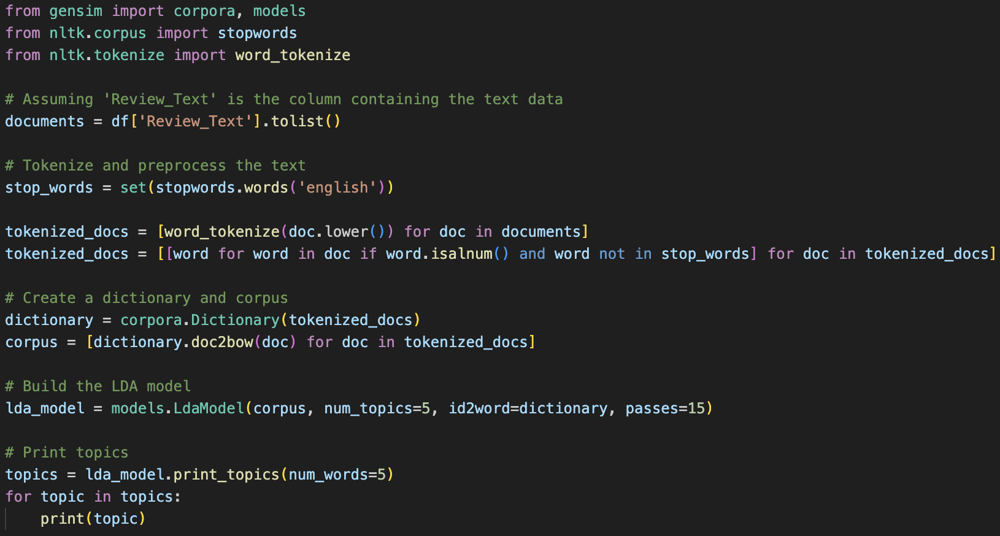 from gensim import corpora, models
from nltk.corpus import stopwords
from nltk.tokenize import word_tokenize

# Assuming 'Review_Text' is the column containing the text data
documents = df['Review_Text'].tolist()

# Tokenize and preprocess the text
stop_words = set(stopwords.words('english'))

tokenized_docs = [word_tokenize(doc.lower()) for doc in documents]
tokenized_docs = [[word for word in doc if word.isalnum() and word not in stop_words] for doc in tokenized_docs]

# Create a dictionary and corpus
dictionary = corpora.Dictionary(tokenized_docs)
corpus = [dictionary.doc2bow(doc) for doc in tokenized_docs]

# Build the LDA model
lda_model = models.LdaModel(corpus, num_topics=5, id2word=dictionary, passes=15)

# Print topics
topics = lda_model.print_topics(num_words=5)
for topic in topics:
    print(topic)